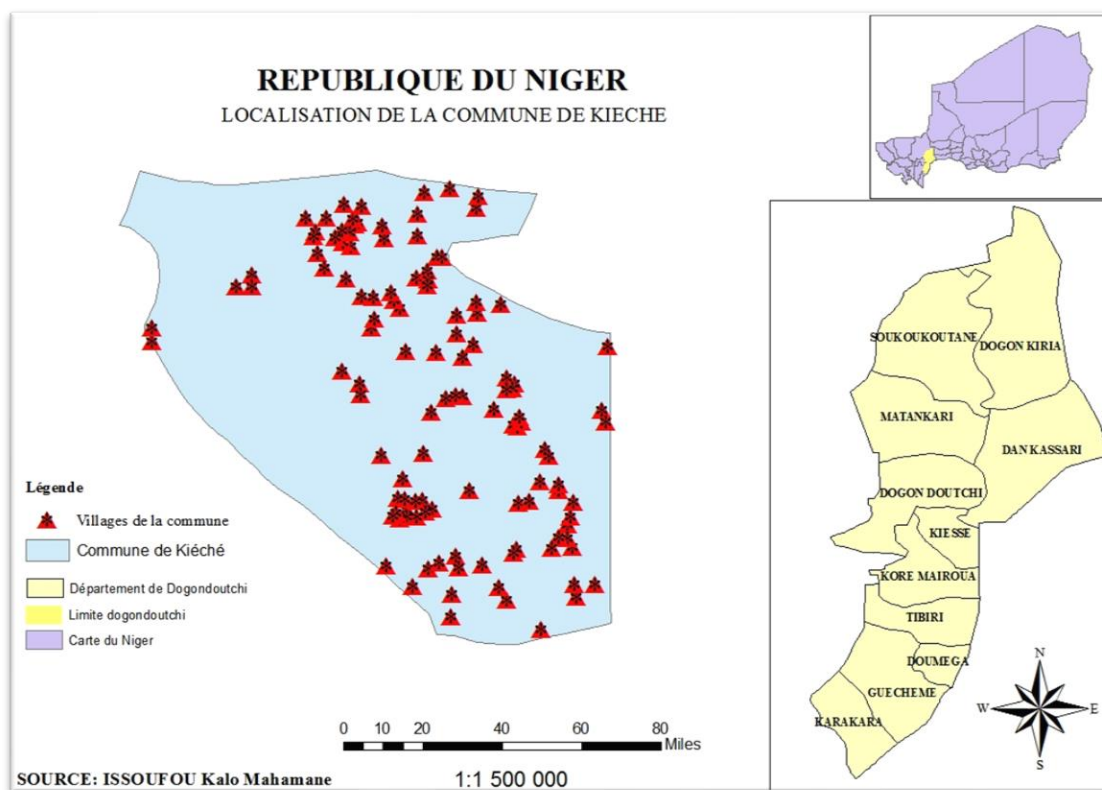 REPUBLIQUE DU NIGER
LOCALISATION DE LA COMMUNE DE KIECHE
SOUKOUKOUTANE
DOGON KIRIA
MATANKARI
DAN KASSARI
DOGON DOUTCHI
KIESSE
KORE MAIROUA
TIBIRI
DOUMEGA
GUECHEME
KARAKARA
N
W
E
S
Légende
Villages de la commune
Commune de Kiéché
Département de Dogondoutchi
Limite dogondoutchi
Carte du Niger
0 10 20 40 60 80
Miles
SOURCE: ISSOUFOU Kalo Mahamane
1:1 500 000